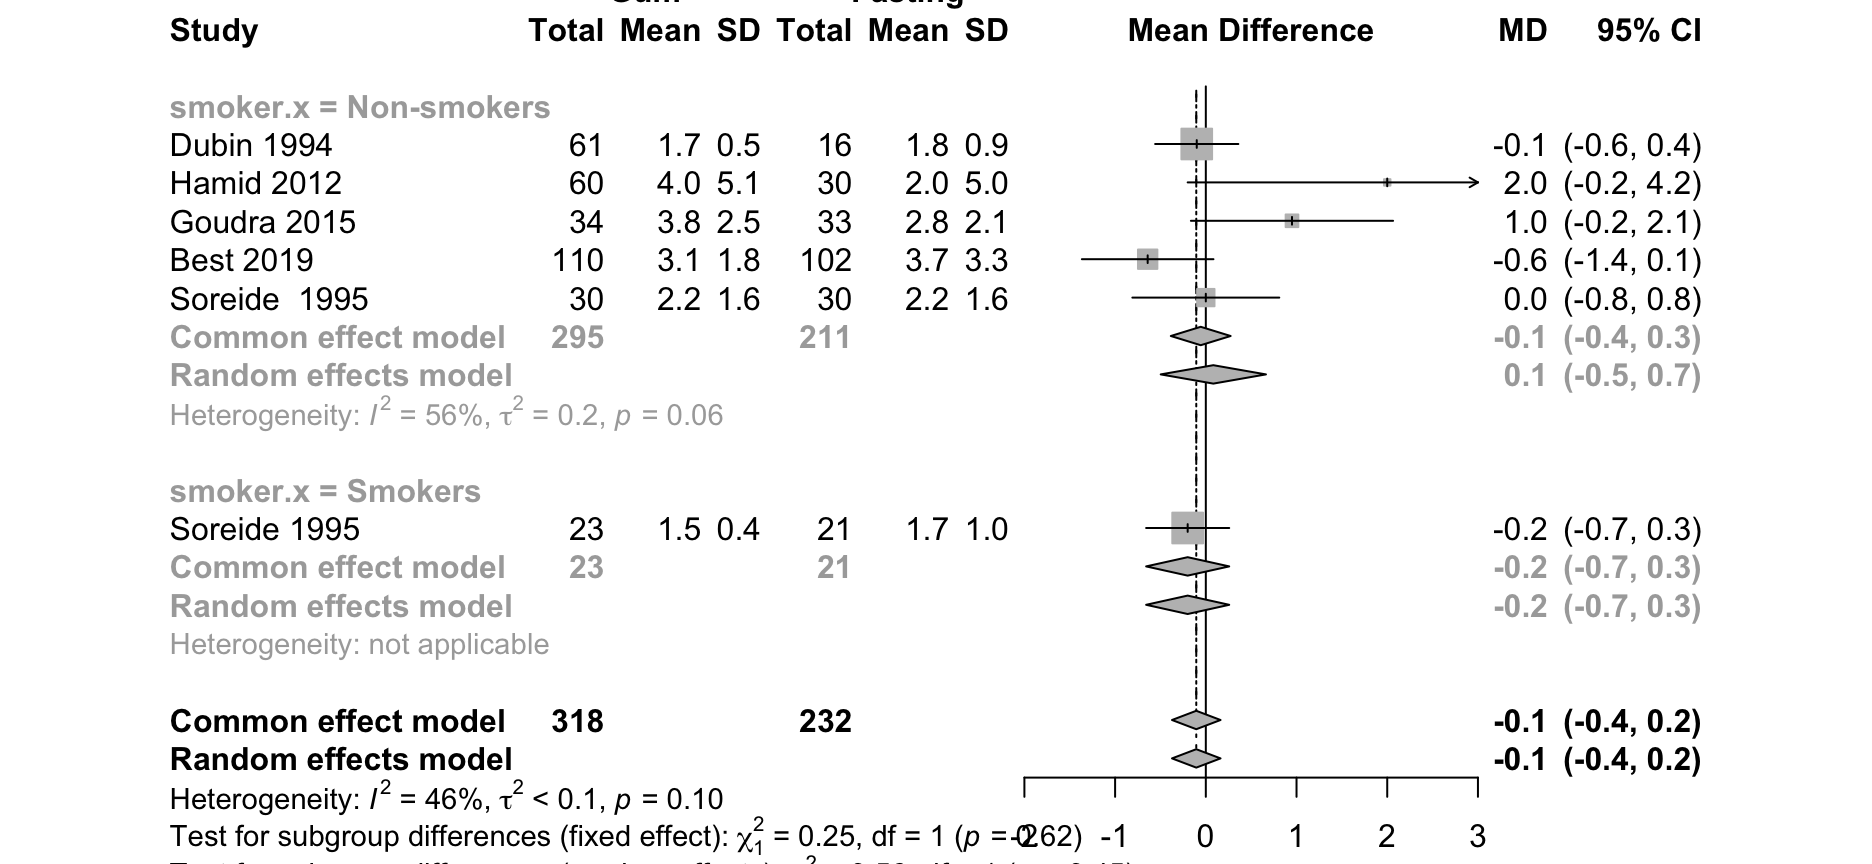 Study Total Mean SD Total Mean SD Mean Difference MD 95% CI
smoker.x = Non-smokers
Dubin 1994 61 1.7 0.5 16 1.8 0.9 -0.1 (-0.6, 0.4)
Hamid 2012 60 4.0 5.1 30 2.0 5.0 2.0 (-0.2, 4.2)
Goudra 2015 34 3.8 2.5 33 2.8 2.1 1.0 (-0.2, 2.1)
Best 2019 110 3.1 1.8 102 3.7 3.3 -0.6 (-1.4, 0.1)
Soreide  1995 30 2.2 1.6 30 2.2 1.6 0.0 (-0.8, 0.8)
Common effect model 295 211 -0.1 (-0.4, 0.3)
Random effects model 0.1 (-0.5, 0.7)
Heterogeneity: I² = 56%, τ² = 0.2, p = 0.06
smoker.x = Smokers
Soreide 1995 23 1.5 0.4 21 1.7 1.0 -0.2 (-0.7, 0.3)
Common effect model 23 21 -0.2 (-0.7, 0.3)
Random effects model -0.2 (-0.7, 0.3)
Heterogeneity: not applicable
Common effect model 318 232 -0.1 (-0.4, 0.2)
Random effects model -0.1 (-0.4, 0.2)
Heterogeneity: I² = 46%, τ² < 0.1, p = 0.10
Test for subgroup differences (fixed effect): χ²₁ = 0.25, df = 1 (p = -1 0 1 2 3